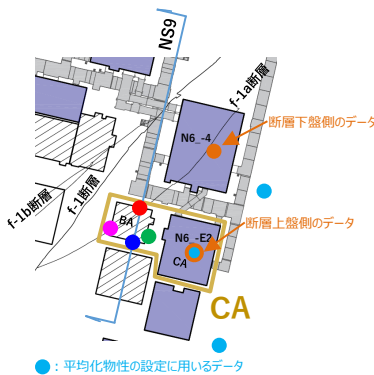 NS9
f-1a断層
断層下盤側のデータ
N6_-4
f-1断層
f-1b断層
断層上盤側のデータ
BA
N6_-E2
CA
CA
：平均化物性の設定に用いるデータ